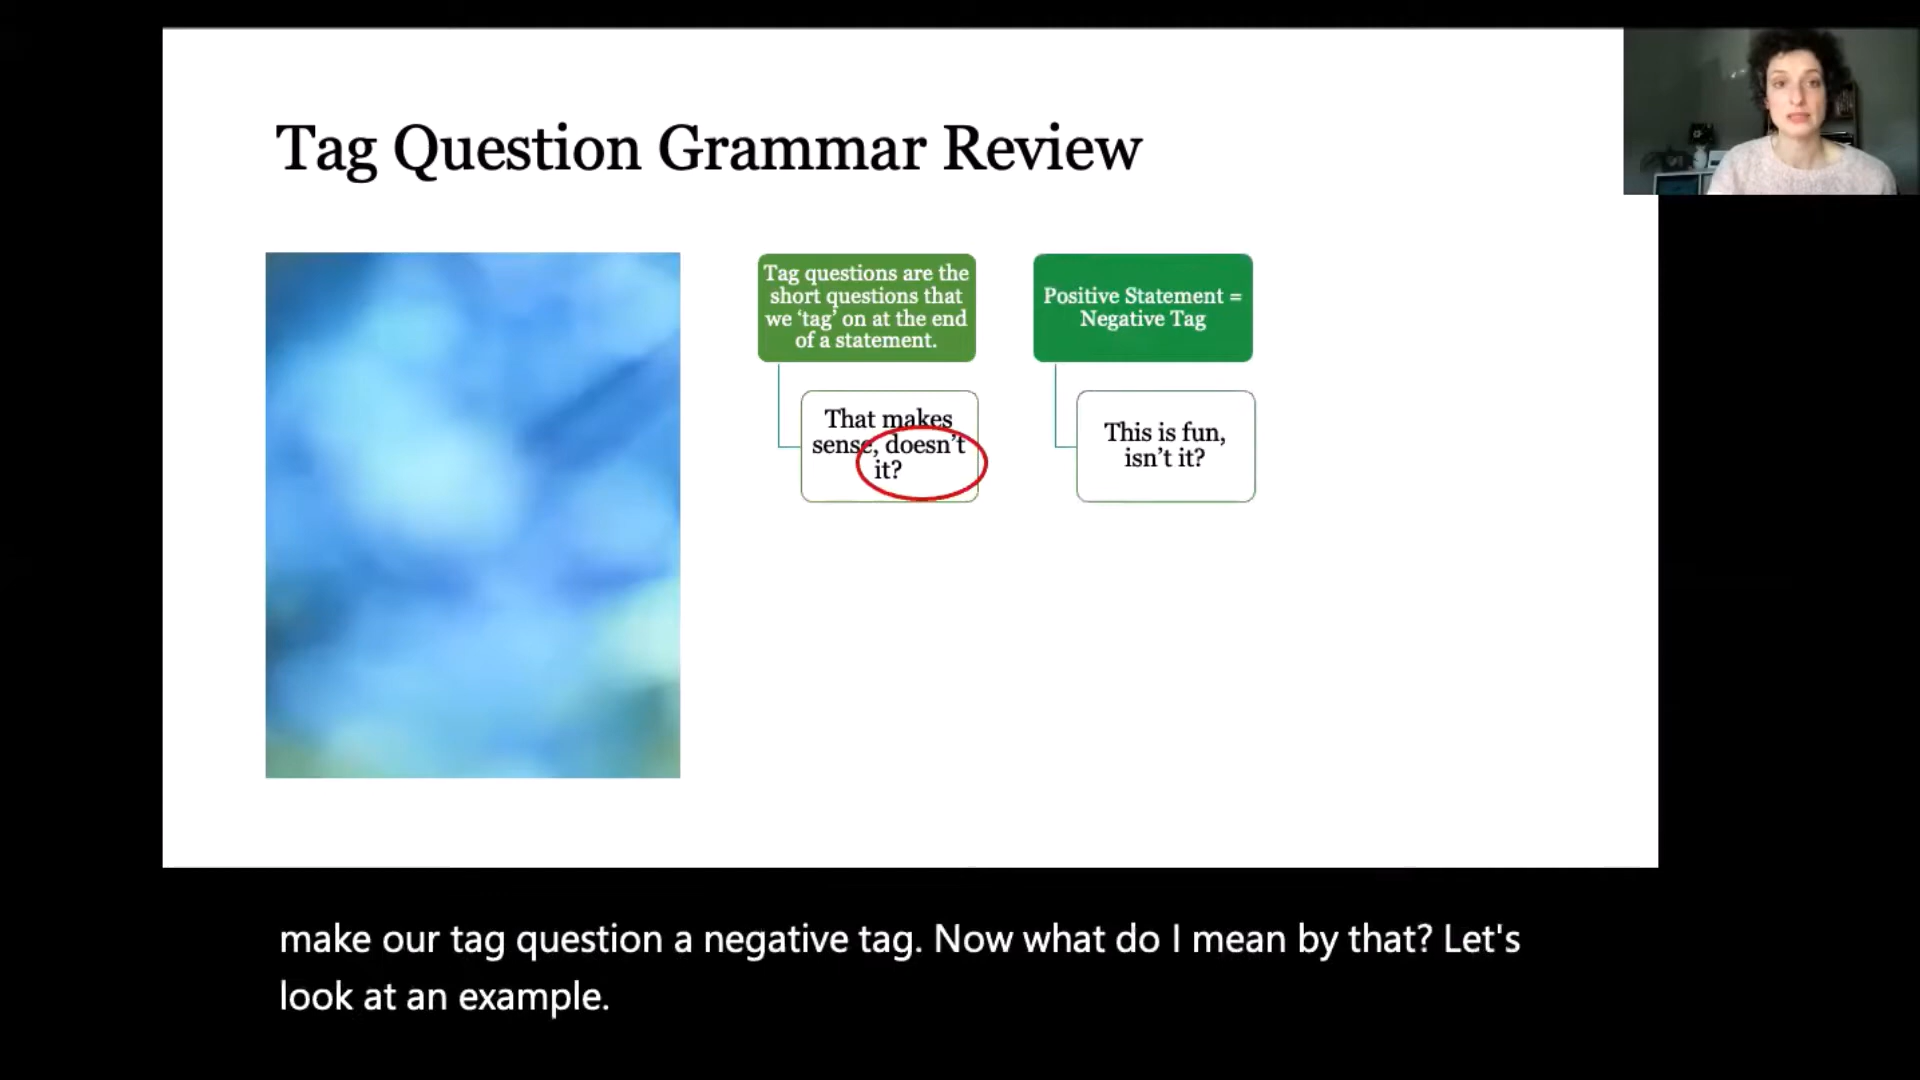 Tag Question Grammar Review
Tag questions are the
short questions that
we ‘tag’ on at the end
of a statement.
That makes
sense, doesn’t
it?
Positive Statement =
Negative Tag
This is fun,
isn’t it?
make our tag question a negative tag. Now what do I mean by that? Let's
look at an example.